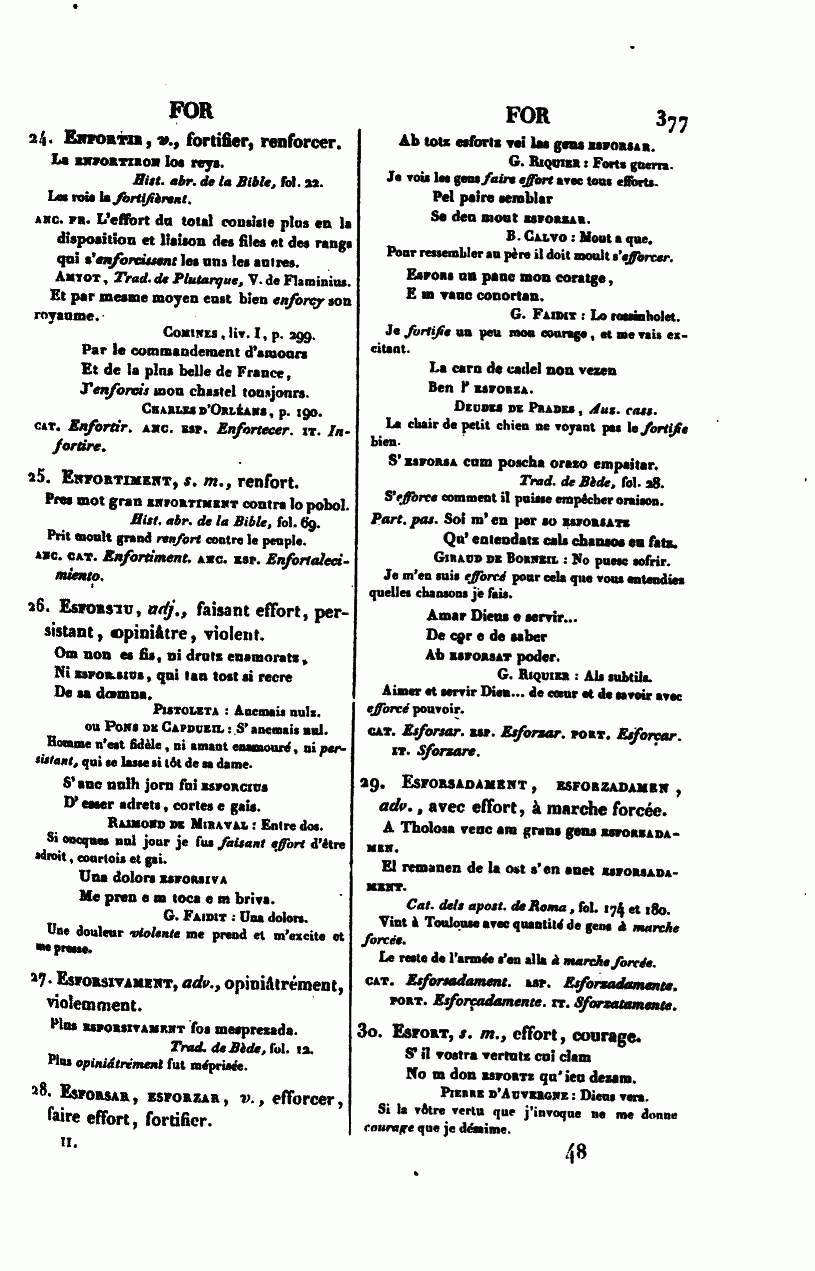 FOR
24. ENFORTIR, v., fortifier, renforcer.
La ENFORTIRON los reys.
Hist. abr. de la Bible, fol. 22.
Les rois la fortifièrent.
ANC. FR. L'effort du total consiste plus en la
disposition et liaison des files et des rangs
qui s'enforcissent les uns les autres.
AMYOT, Trad. de Plutarque, V. de Flaminius.
Et par mesme moyen eust bien enforcy son
royaume.
COMINES, liv. I, p. 299.
Par le commandement d'amours
Et de la plus belle de France,
J'enforcis mon chastel tousjours.
CHARLES D'ORLÉANS, p. 190.
CAT. Enfortir. ANC. ESP. Enfortecer. IT. In-
fortire.
25. ENFORTIMENT, s. m., renfort.
Pres mot gran ENFORTIMENT contra lo pobol.
Hist. abr. de la Bible, fol. 69.
Prit moult grand renfort contre le peuple.
ANC. CAT. Enfortiment. ANC. ESP. Enfortaleci-
miento.
26. ESFORSIU, adj., faisant effort, per-
sistant, opiniâtre, violent.
Om non es fis, ni drutz enamoratz,
Ni ESFORSIUS, qui tan tost si recre
De sa domna.
PISTOLETA : Anemais nulz.
ou PONS DE CAPDUEIL : S'anemais nul.
Homme n'est fidèle, ni amant enamouré, ni per-
sistant, qui se lasse si tôt de sa dame.
S'anc nulh jorn fui ESFORCIUS
D'esser adrets, cortes e gais.
RAIMOND DE MIRAVAL : Entre dos.
Si oncques nul jour je fus faisant effort d'être
adroit, courtois et gai.
Una dolors ESFORSIVA
Me pren e m toca e m briva.
G. FAIDIT : Una dolors.
Une douleur violente me prend et m'excite et
me presse.
27. ESFORSIVAMENT, adv., opiniâtrément,
violemment.
Plus ESFORSIVAMENT fos mesprezada.
Trad. de Bède, fol. 12.
Plus opiniâtrément fut méprisée.
28. ESFORSAR, ESFORZAR, v., efforcer,
faire effort, fortifier.
II.
FOR 377
Ab totz esfortz vei las gens ESFORSAR.
G. RIQUIER : Fortz guerra.
Je vois les gens faire effort avec tous efforts.
Pel paire semblar
Se deu mout ESFORZAR.
B. CALVO : Mout a que.
Pour ressembler au père il doit moult s'efforcer.
ESFORS un pauc mon coratge,
E m vauc conortan.
G. FAIDIT : Lo rossinholet.
Je fortifie un peu mon courage, et me vais ex-
citant.
La carn de cadel non vezen
Ben l' ESFORZA.
DEUDES DE PRADES, Auz. cass.
La chair de petit chien ne voyant pas le fortifie
bien.
S'ESFORSA cum poscha orazo empaitar.
Trad. de Bède, fol. 28.
S'efforce comment il puisse empêcher oraison.
Part. pas. Soi m'en per so ESFORSATZ
Qu'entendatz cals chansos eu fatz.
GIRAUD DE BORNEIL : No puesc sofrir.
Je m'en suis efforcé pour cela que vous entendiez
quelles chansons je fais.
Amar Dieus e servir...
De cor e de saber
Ab ESFORSAT poder.
G. RIQUIER : Als subtils.
Aimer et servir Dieu... de cœur et de savoir avec
efforcé pouvoir.
CAT. Esforsar. ESP. Esforzar. PORT. Esforçar.
IT. Sforzare.
29. ESFORSADAMENT, ESFORZADAMEN,
adv., avec effort, à marche forcée.
A Tholosa venc am grans gens ESFORSADA-
MEN.
El remanen de la ost s'en anet ESFORSADA-
MENT.
Cat. dels apost. de Roma, fol. 174 et 180.
Vint à Toulouse avec quantité de gens à marche
forcée.
Le reste de l'armée s'en alla à marche forcée.
CAT. Esforsadament. ESP. Esforzadamente.
PORT. Esforçadamente. IT. Sforzatamente.
30. ESFORT, s. m., effort, courage.
S'il vostra vertutz cui clam
No m don ESFORTZ qu'ieu dezam.
PIERRE D'AUVERGNE : Dieus vera.
Si la vôtre vertu que j'invoque ne me donne
courage que je désaime.
48